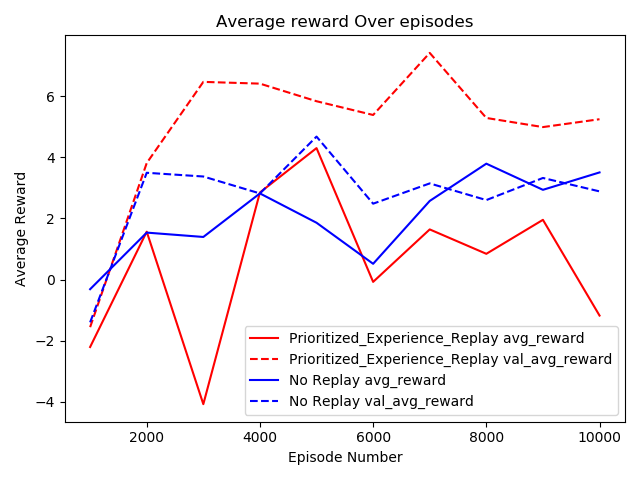 Average reward Over episodes
6
4
2
0
−2
−4
Average Reward
2000 4000 6000 8000 10000
Episode Number
Prioritized_Experience_Replay avg_reward
Prioritized_Experience_Replay val_avg_reward
No Replay avg_reward
No Replay val_avg_reward